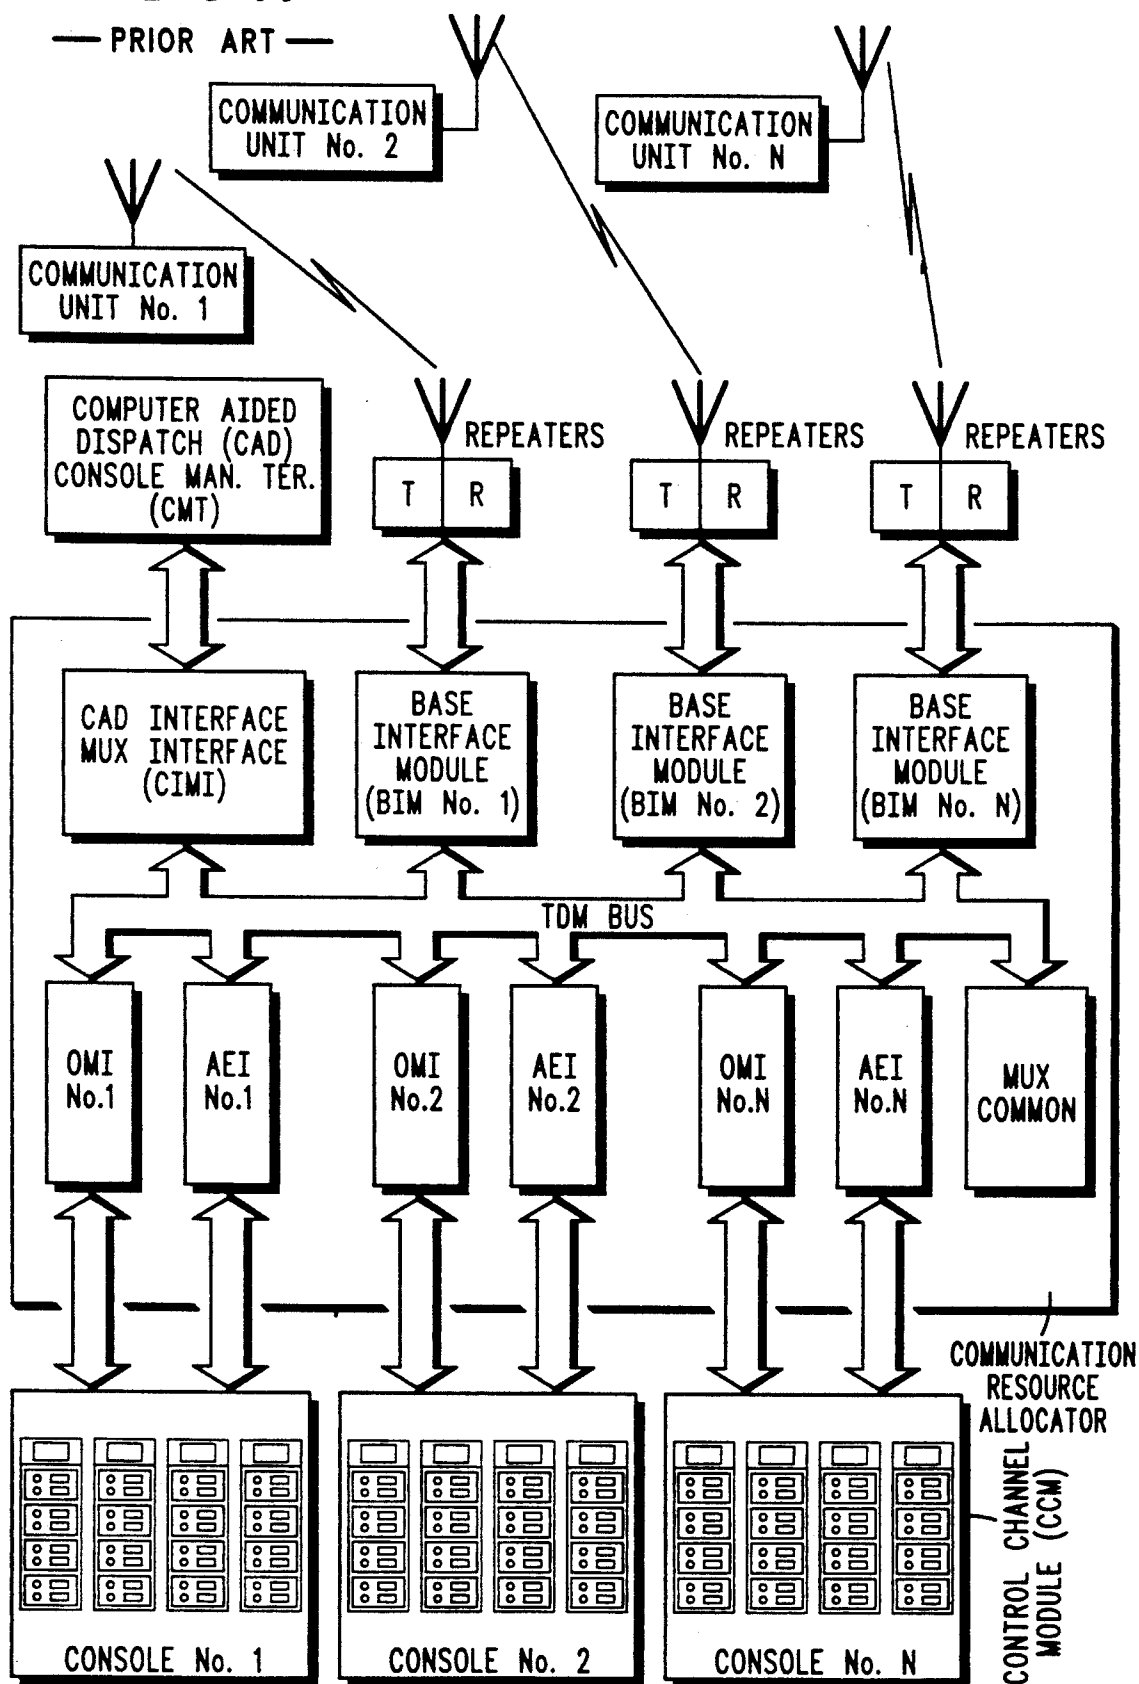 — PRIOR ART —
COMMUNICATION
UNIT No. 2
COMMUNICATION
UNIT No. N
COMMUNICATION
UNIT No. 1
COMPUTER AIDED
DISPATCH (CAD)
CONSOLE MAN. TER.
(CMT)
REPEATERS
T R
REPEATERS
T R
REPEATERS
T R
CAD INTERFACE
MUX INTERFACE
(CIMI)
BASE
INTERFACE
MODULE
(BIM No. 1)
BASE
INTERFACE
MODULE
(BIM No. 2)
BASE
INTERFACE
MODULE
(BIM No. N)
TDM BUS
OMI
No.1
AEI
No.1
OMI
No.2
AEI
No.2
OMI
No.N
AEI
No.N
MUX
COMMON
COMMUNICATION
RESOURCE
ALLOCATOR
CONTROL CHANNEL
MODULE (CCM)
CONSOLE No. 1
CONSOLE No. 2
CONSOLE No. N